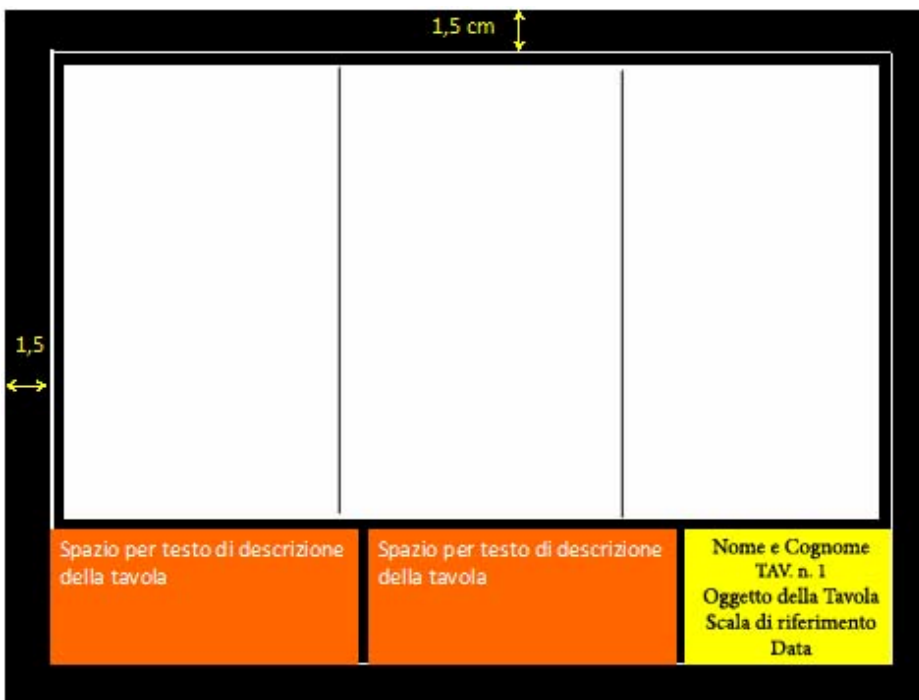 1,5 cm
1,5
Spazio per testo di descrizione
della tavola
Spazio per testo di descrizione
della tavola
Nome e Cognome
TAV. n. 1
Oggetto della Tavola
Scala di riferimento
Data